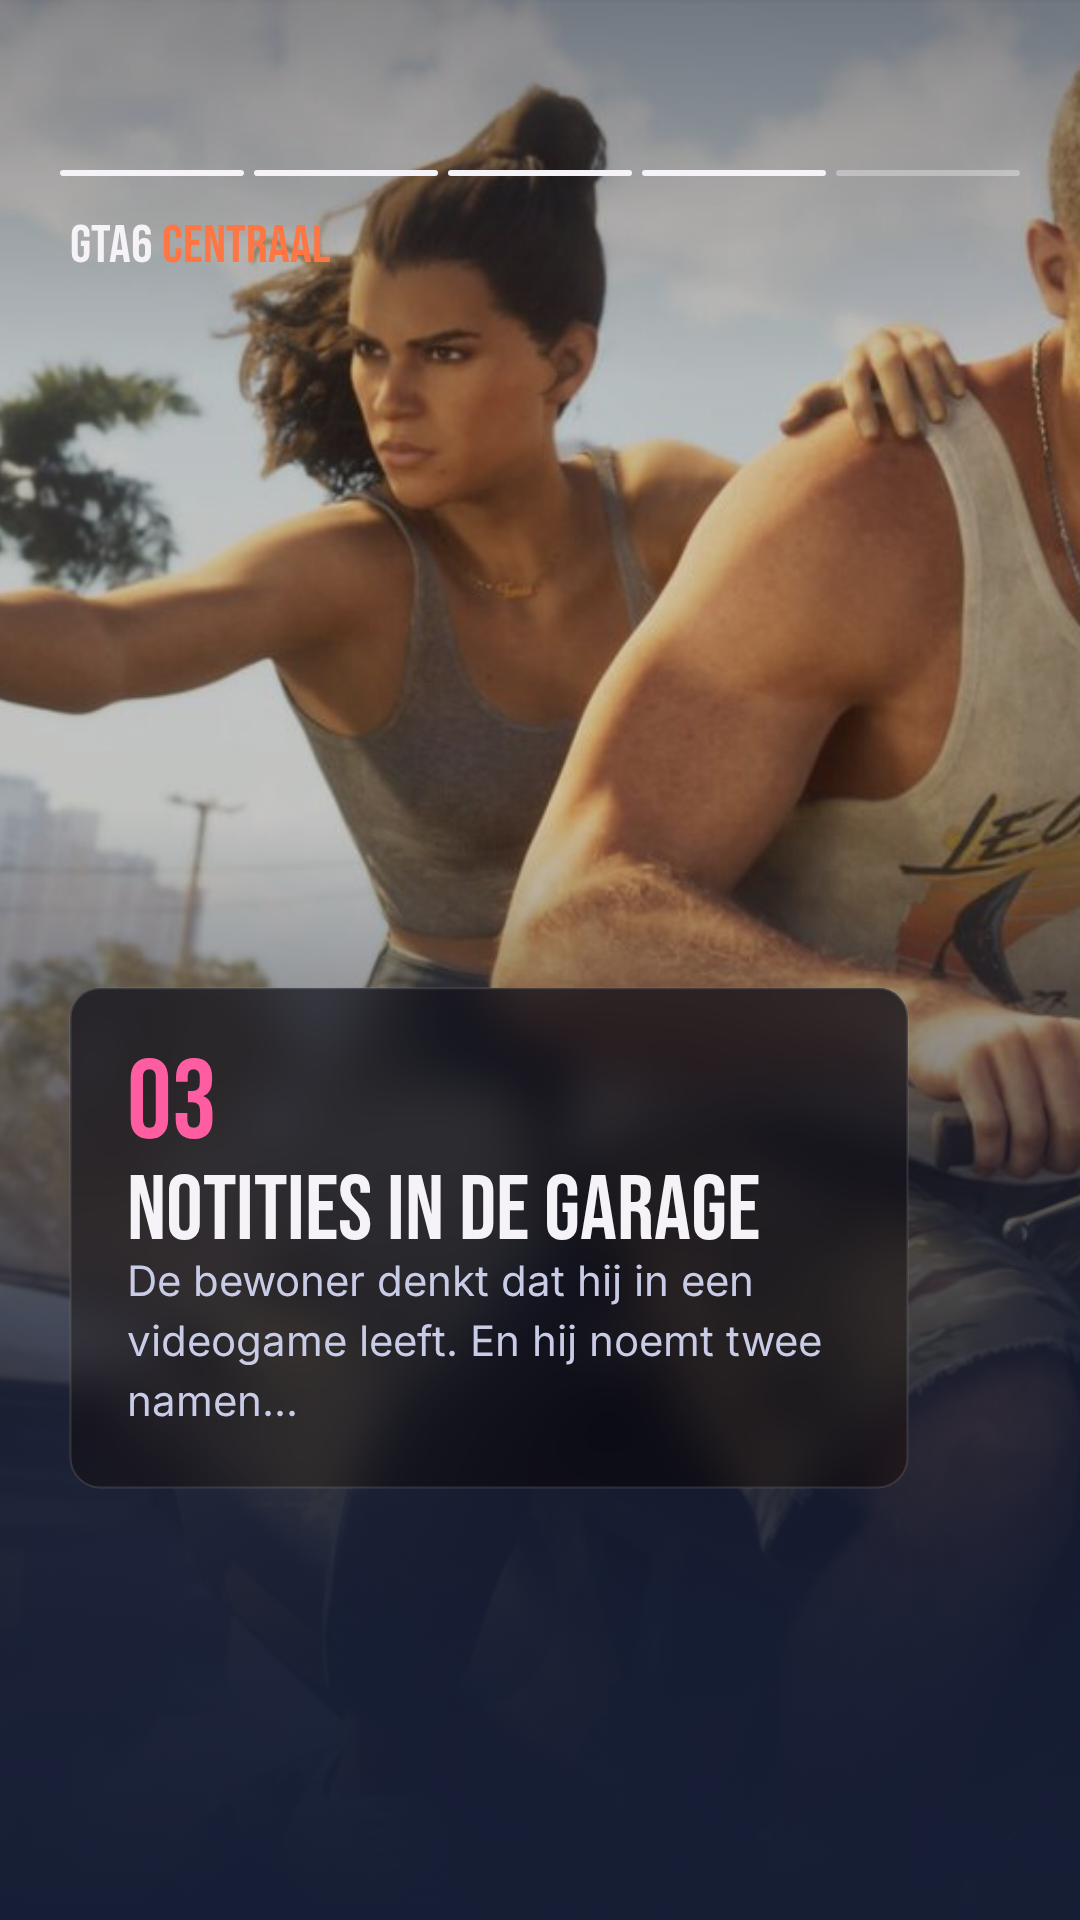 GTA6 CENTRAAL
LEO
03
NOTITIES IN DE GARAGE
De bewoner denkt dat hij in een
videogame leeft. En hij noemt twee
namen...